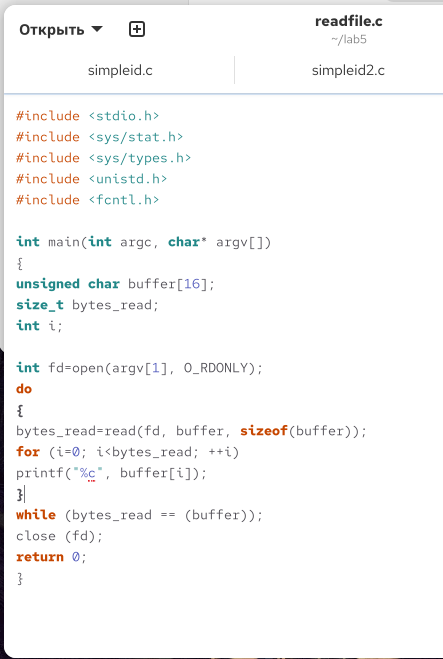 Открыть
readfile.c
~/lab5
simpleid.c
simpleid2.c
#include <stdio.h>
#include <sys/stat.h>
#include <sys/types.h>
#include <unistd.h>
#include <fcntl.h>
int main(int argc, char* argv[])
{
unsigned char buffer[16];
size_t bytes_read;
int i;
int fd=open(argv[1], O_RDONLY);
do
{
bytes_read=read(fd, buffer, sizeof(buffer));
for (i=0; i<bytes_read; ++i)
printf("%c", buffer[i]);
}
while (bytes_read == (buffer));
close (fd);
return 0;
}